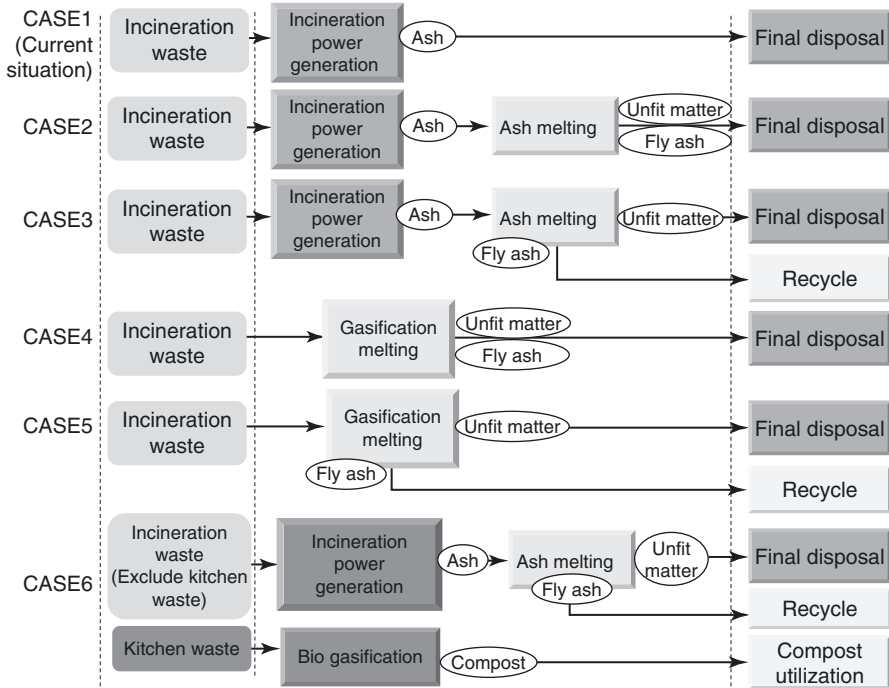 CASE1
(Current
situation)
Incineration
waste
Incineration
power
generation
Ash
Final disposal
CASE2
Incineration
waste
Incineration
power
generation
Ash
Ash melting
Unfit matter
Fly ash
Final disposal
CASE3
Incineration
waste
Incineration
power
generation
Ash
Ash melting
Unfit matter
Final disposal
Fly ash
Recycle
CASE4
Incineration
waste
Gasification
melting
Unfit matter
Fly ash
Final disposal
CASE5
Incineration
waste
Gasification
melting
Unfit matter
Final disposal
Fly ash
Recycle
CASE6
Incineration
waste
(Exclude kitchen
waste)
Incineration
power
generation
Ash
Ash melting
Unfit
matter
Final disposal
Fly ash
Recycle
Kitchen waste
Bio gasification
Compost
Compost
utilization